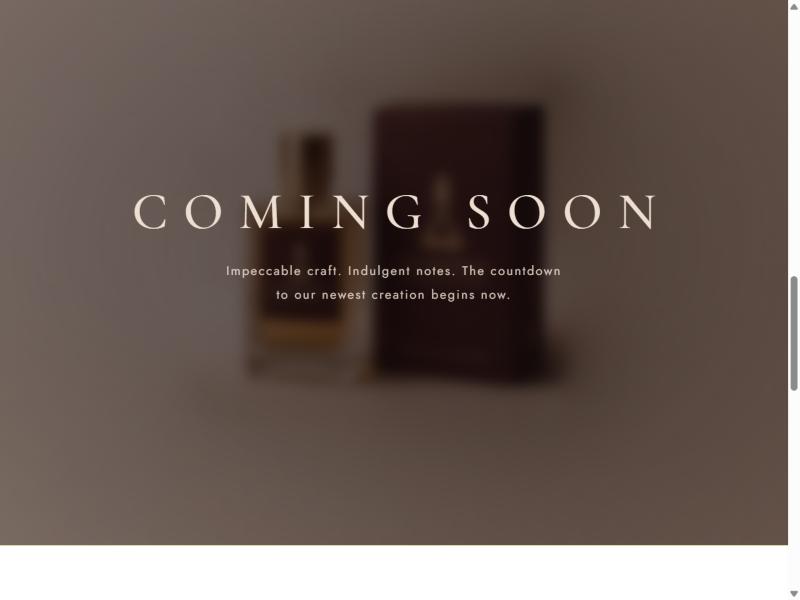 COMING SOON
Impeccable craft. Indulgent notes. The countdown
to our newest creation begins now.